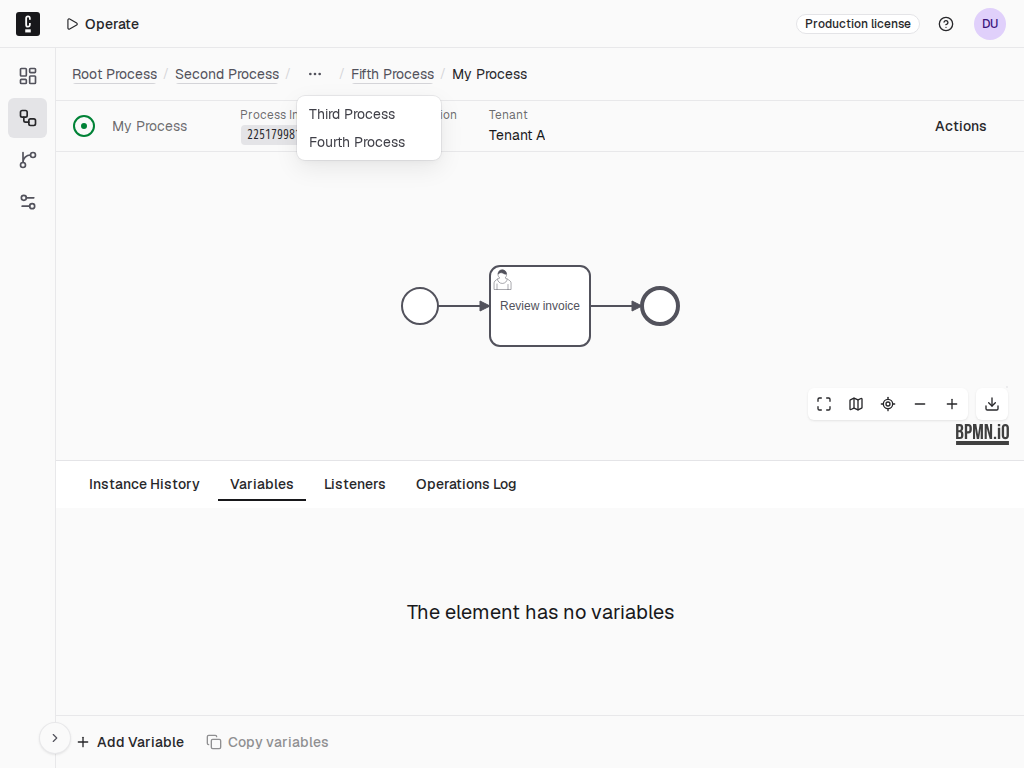 Operate
Production license
DU
Root Process / Second Process / ... / Fifth Process / My Process
Third Process
Fourth Process
My Process
Process In
Tenant
Tenant A
Actions
Review invoice
BPMN.iO
Instance History
Variables
Listeners
Operations Log
The element has no variables
Add Variable
Copy variables